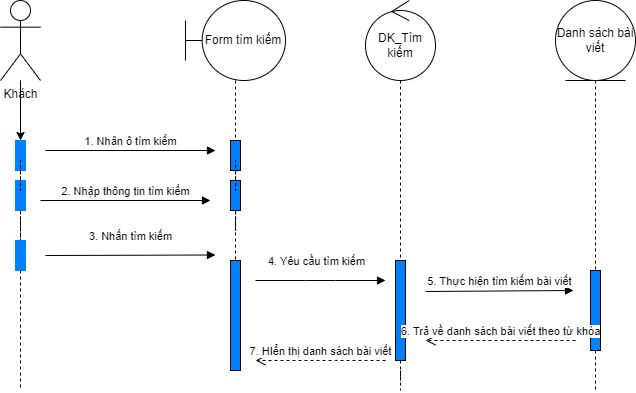 Khách
Form tìm kiếm
DK_Tìm
kiếm
Danh sách bài
viết
1. Nhân ô tìm kiếm
2. Nhập thông tin tìm kiếm
3. Nhấn tìm kiếm
4. Yêu cầu tìm kiếm
5. Thực hiện tìm kiếm bài viết
6. Trả về danh sách bài viết theo từ khóa
7. HIển thị danh sách bài viết